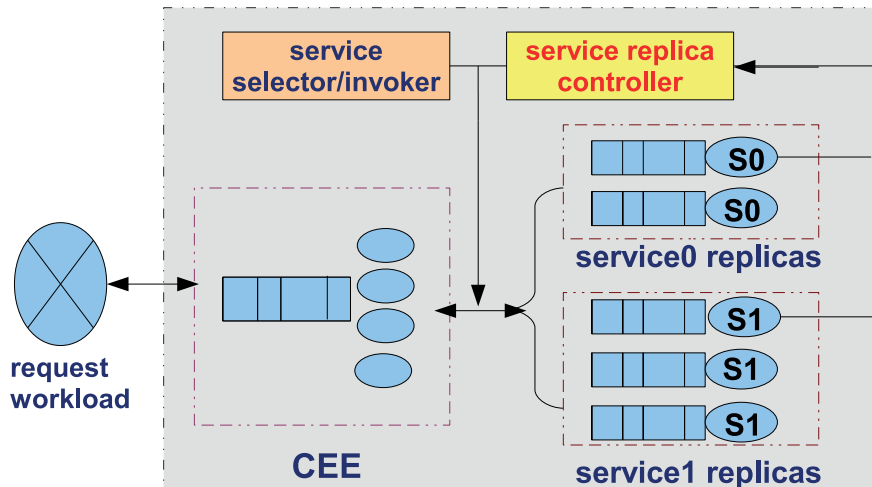 service
selector/invoker
service replica
controller
S0
S0
service0 replicas
request
workload
S1
S1
S1
CEE
service1 replicas